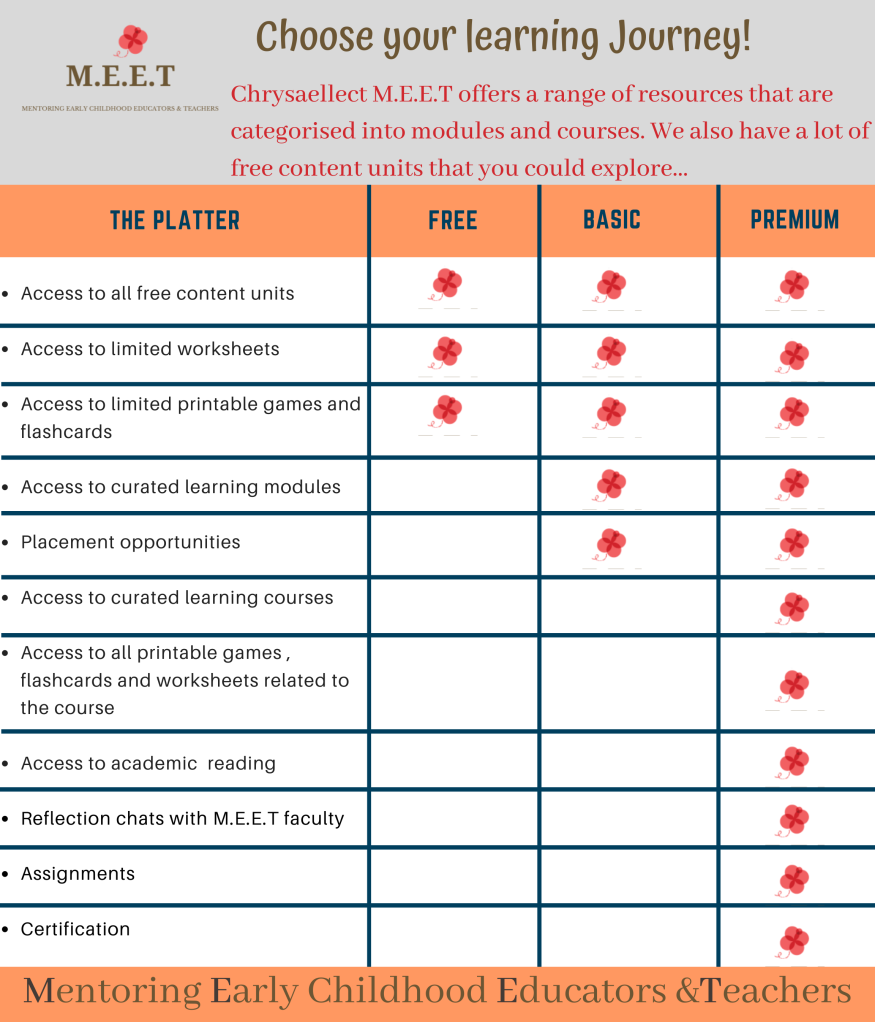 Choose your learning Journey!
M.E.E.T
MENTORING EARLY CHILDHOOD EDUCATORS & TEACHERS
Chrysaellect M.E.E.T offers a range of resources that are
categorised into modules and courses. We also have a lot of
free content units that you could explore...
THE PLATTER FREE BASIC PREMIUM
• Access to all free content units
• Access to limited worksheets
• Access to limited printable games and
flashcards
• Access to curated learning modules
• Placement opportunities
• Access to curated learning courses
• Access to all printable games ,
flashcards and worksheets related to
the course
• Access to academic  reading
• Reflection chats with M.E.E.T faculty
• Assignments
• Certification
Mentoring Early Childhood Educators &Teachers